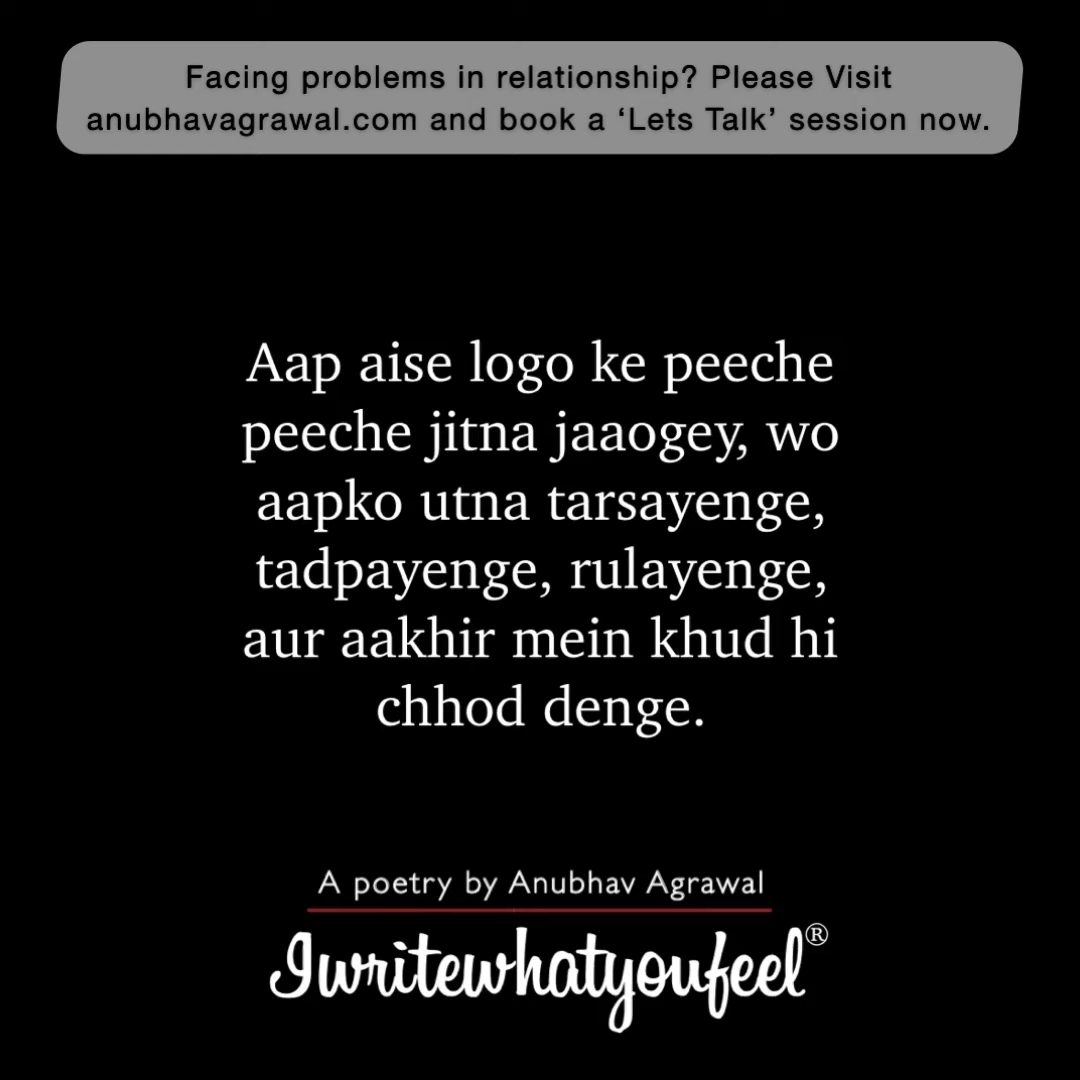 Facing problems in relationship? Please Visit
anubhavagrawal.com and book a ‘Lets Talk’ session now.
Aap aise logo ke peeche
peeche jitna jaaogey, wo
aapko utna tarsayenge,
tadpayenge, rulayenge,
aur aakhir mein khud hi
chhod denge.
A poetry by Anubhav Agrawal
Iwritewhatyoufeel®